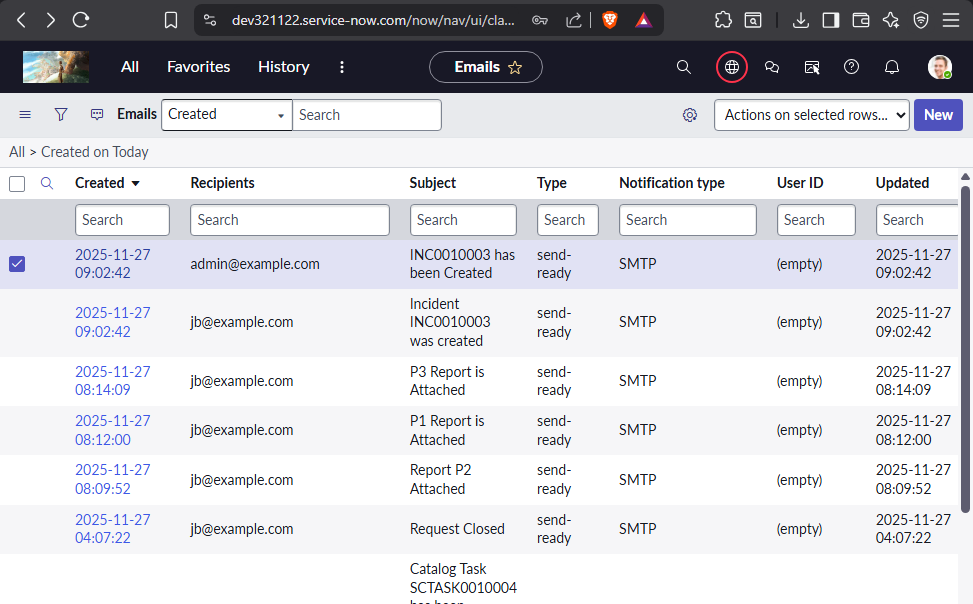 dev321122.service-now.com/now/nav/ui/cla...
All Favorites History Emails
Emails Created Search Actions on selected rows... New
All > Created on Today
Created Recipients Subject Type Notification type User ID Updated
Search Search Search Search Search Search Search
2025-11-27 09:02:42 admin@example.com INC0010003 has been Created send-ready SMTP (empty) 2025-11-27 09:02:42
2025-11-27 09:02:42 jb@example.com Incident INC0010003 was created send-ready SMTP (empty) 2025-11-27 09:02:42
2025-11-27 08:14:09 jb@example.com P3 Report is Attached send-ready SMTP (empty) 2025-11-27 08:14:09
2025-11-27 08:12:00 jb@example.com P1 Report is Attached send-ready SMTP (empty) 2025-11-27 08:12:00
2025-11-27 08:09:52 jb@example.com Report P2 Attached send-ready SMTP (empty) 2025-11-27 08:09:52
2025-11-27 04:07:22 jb@example.com Request Closed send-ready SMTP (empty) 2025-11-27 04:07:22
Catalog Task
SCTASK0010004
has been